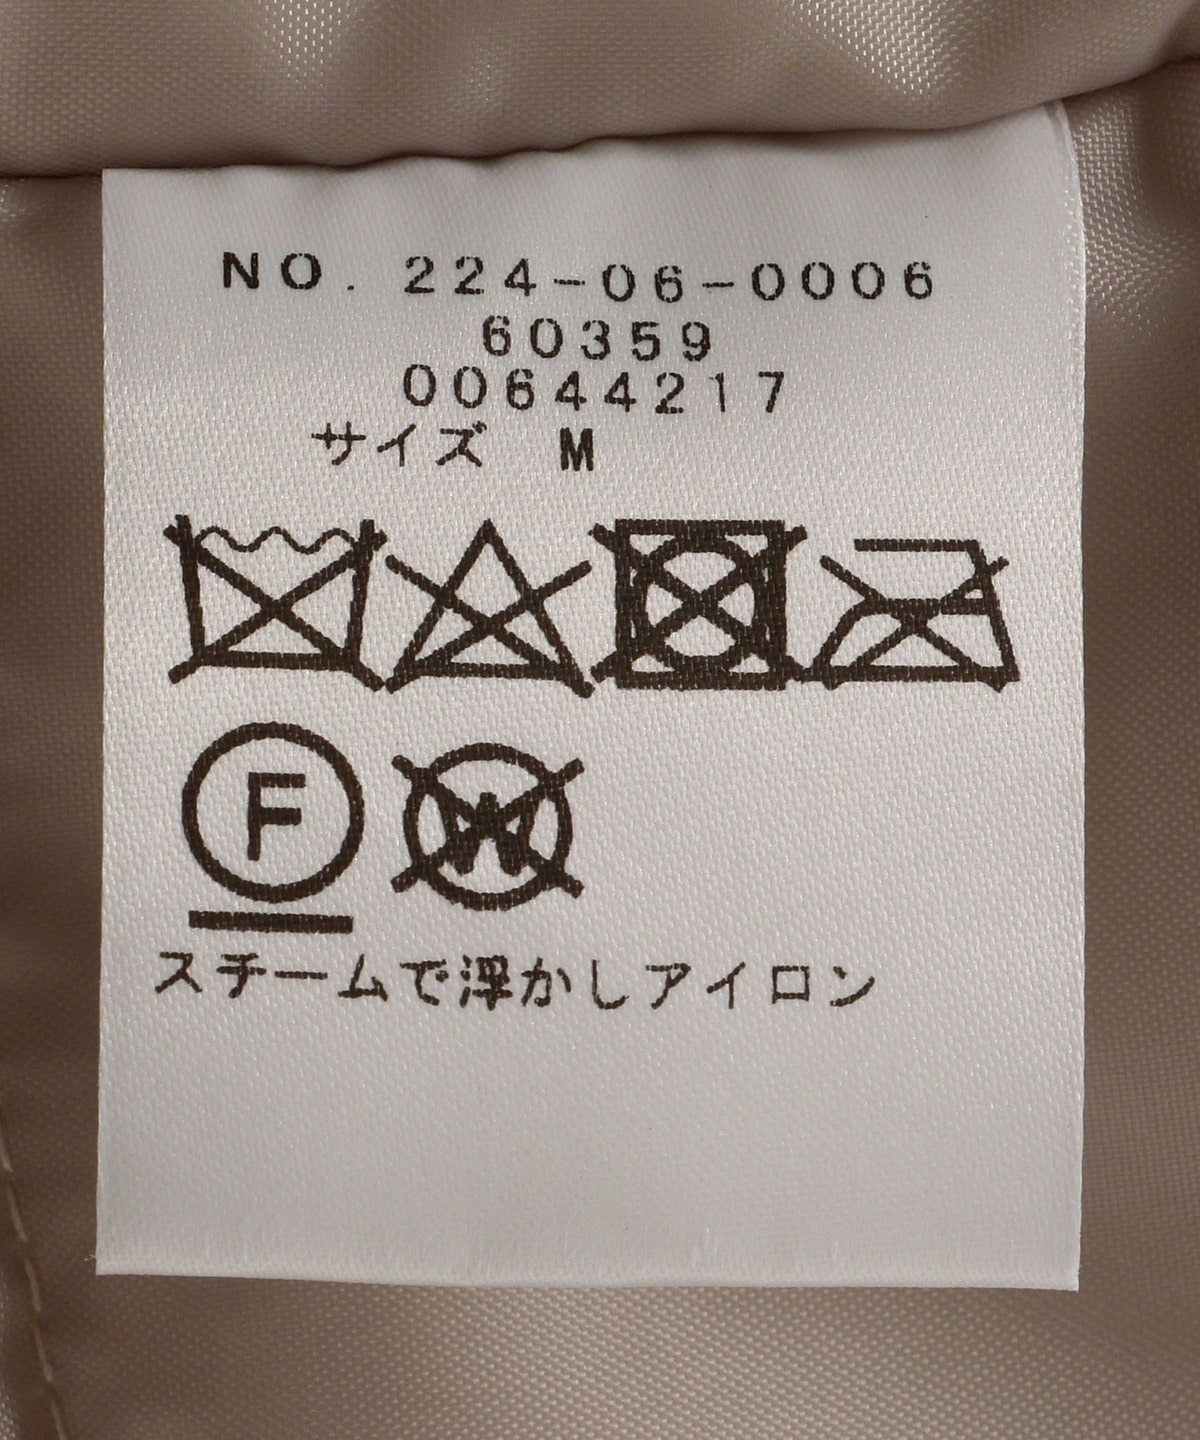 NO. 224-06-0006
60359
00644217
サイズ M
F W
スチームで浮かしアイロン